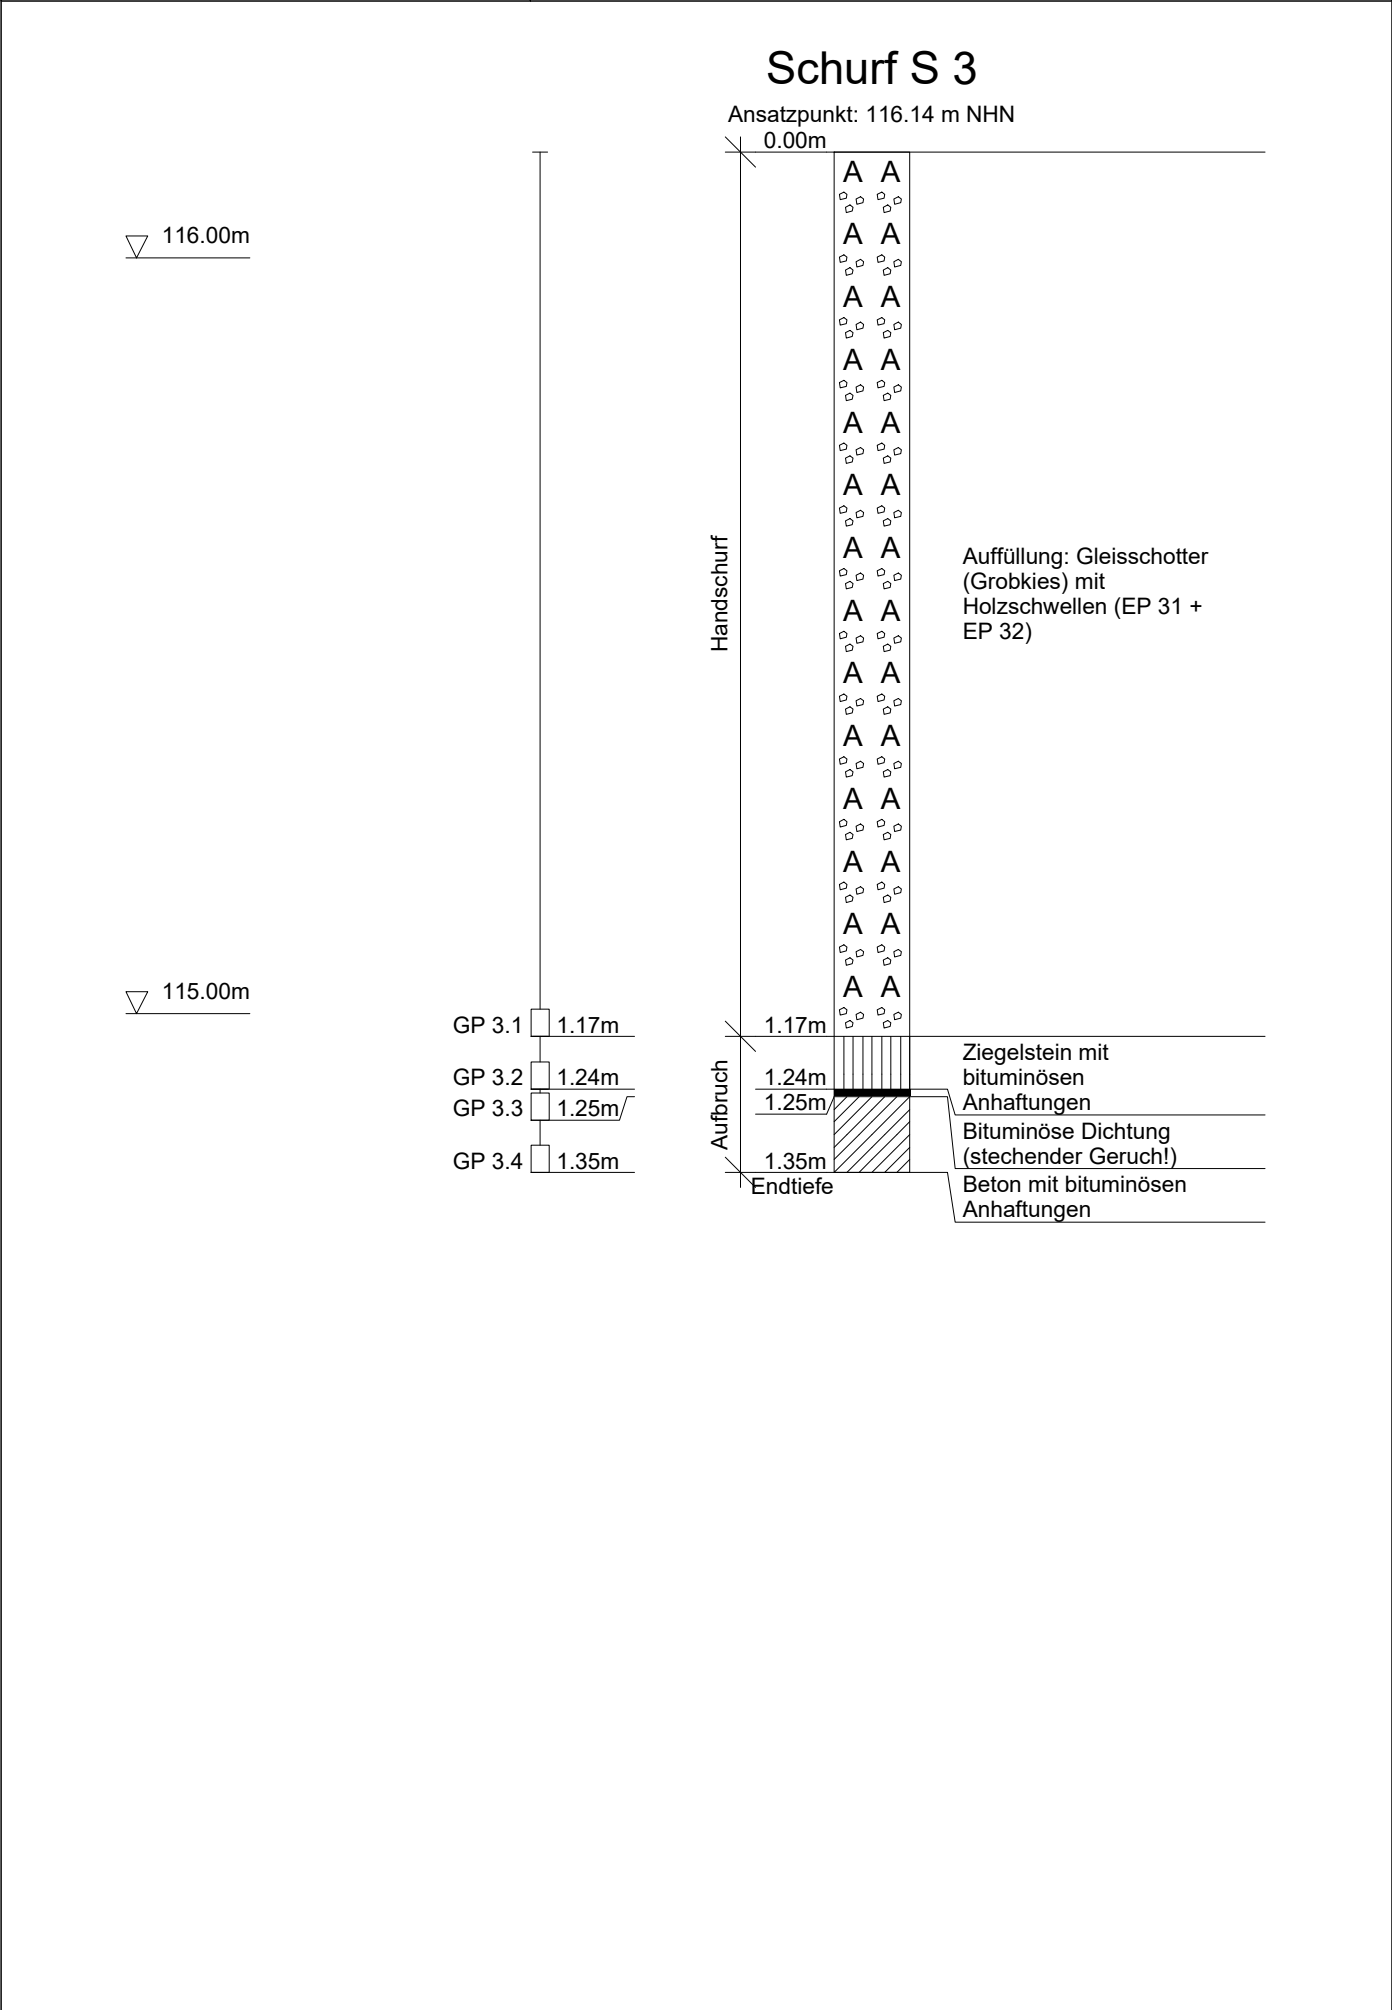 Schurf S 3
Ansatzpunkt: 116.14 m NHN
0.00m
A A
A A
116.00m
A A
A A
A A
A A
A A
A A
A A
A A
A A
A A
A A
A A
Handschurf
Auffüllung: Gleisschotter
(Grobkies) mit
Holzschwellen (EP 31 +
EP 32)
115.00m
GP 3.1 1.17m
1.17m
GP 3.2 1.24m
1.24m
GP 3.3 1.25m
1.25m
GP 3.4 1.35m
1.35m
Aufbruch
Endtiefe
Ziegelstein mit
bituminösen
Anhaftungen
Bituminöse Dichtung
(stechender Geruch!)
Beton mit bituminösen
Anhaftungen